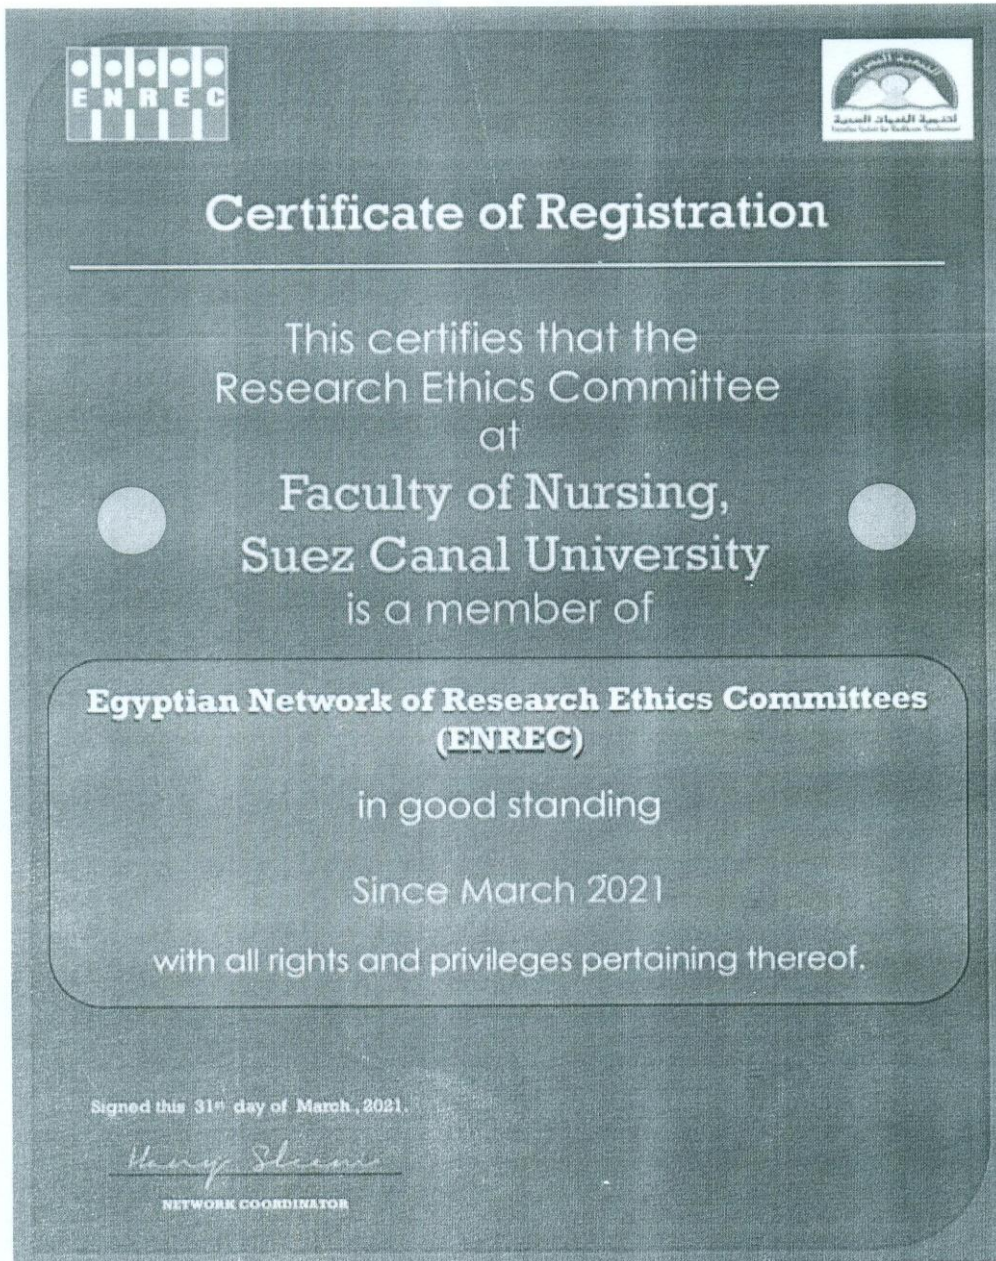 ENREC
Certificate of Registration
This certifies that the
Research Ethics Committee
at
Faculty of Nursing,
Suez Canal University
is a member of
Egyptian Network of Research Ethics Committees
(ENREC)
in good standing
Since March 2021
with all rights and privileges pertaining thereof.
Signed this 31st day of March, 2021.
NETWORK COORDINATOR